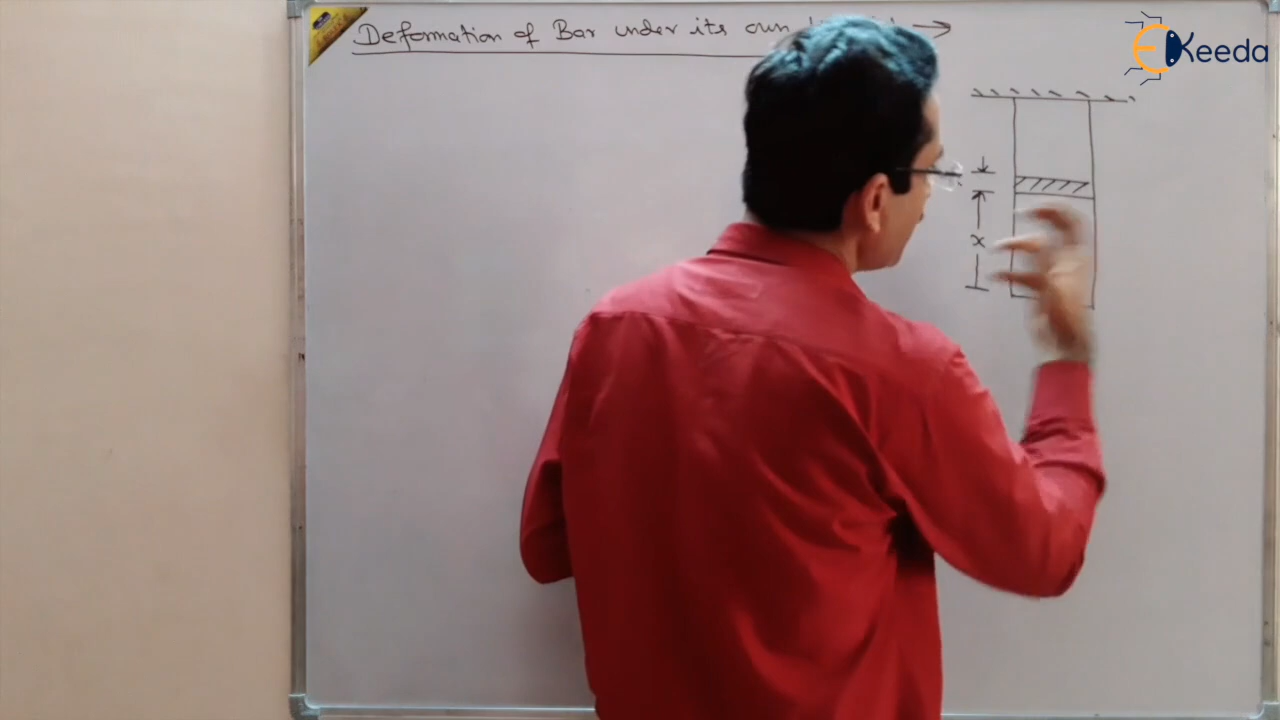 Deformation of Bar under its own
EKeeda
x